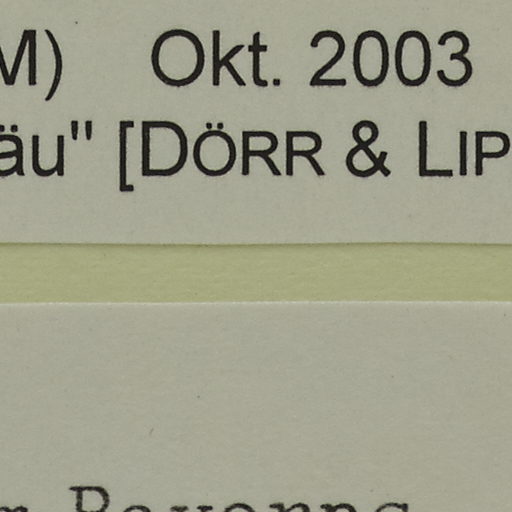 M) Okt. 2003
äu" [DÖRR & LIP